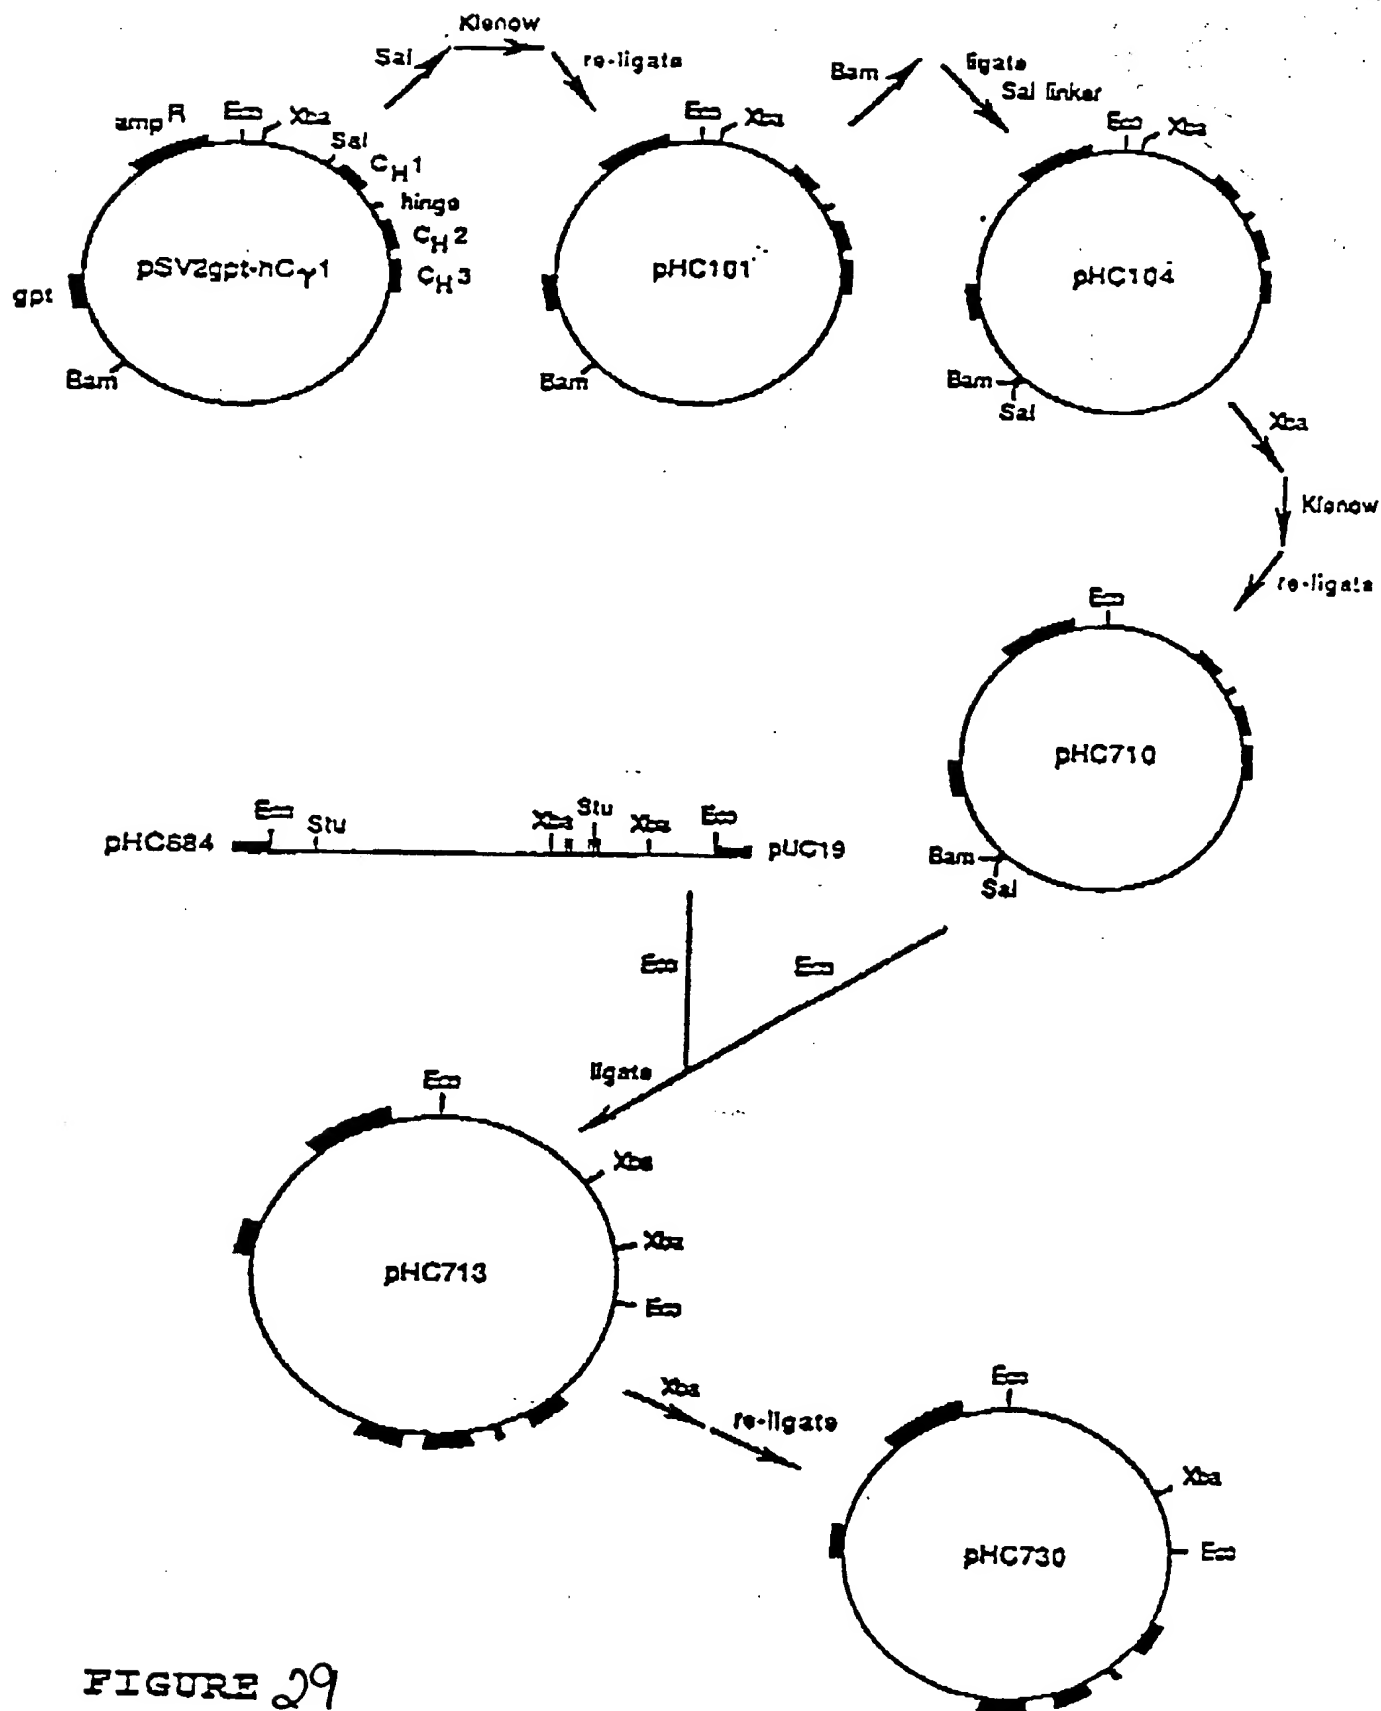 Klenow
Sal
re-ligate
Bam
ligate
Sal linker
amp R
Eco
Xba
Sal
CH1
hinge
CH2
CH3
pSV2gpt-hCγ1
gpt
Bam
Eco
Xba
pHC101
Bam
Eco
Xba
pHC104
Bam
Sal
Xba
Klenow
re-ligate
Eco
pHC710
Bam
Sal
pHC684
Eco
Stu
Xba
Stu
Xba
Eco
pUC19
Eco
Eco
ligate
Eco
Xba
Xba
Eco
pHC713
Xba
re-ligate
Eco
Xba
Eco
pHC730
FIGURE 29